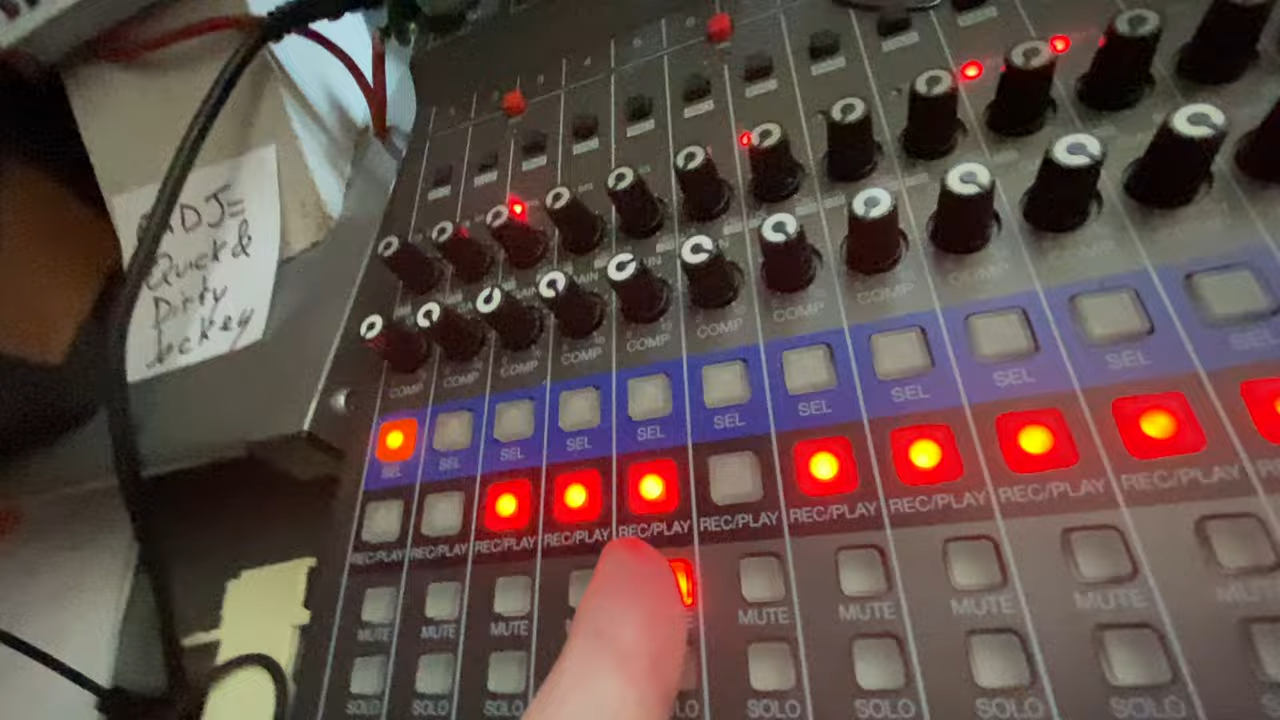 QDJ=
Quick &
Dirty
Jockey
COMP COMP COMP COMP COMP COMP COMP COMP COMP
SEL SEL SEL SEL SEL SEL SEL SEL SEL SEL SEL
REC/PLAY REC/PLAY REC/PLAY REC/PLAY REC/PLAY REC/PLAY REC/PLAY REC/PLAY REC/PLAY REC/PLAY
MUTE MUTE MUTE MUTE MUTE MUTE MUTE MUTE
SOLO SOLO SOLO SOLO SOLO SOLO SOLO